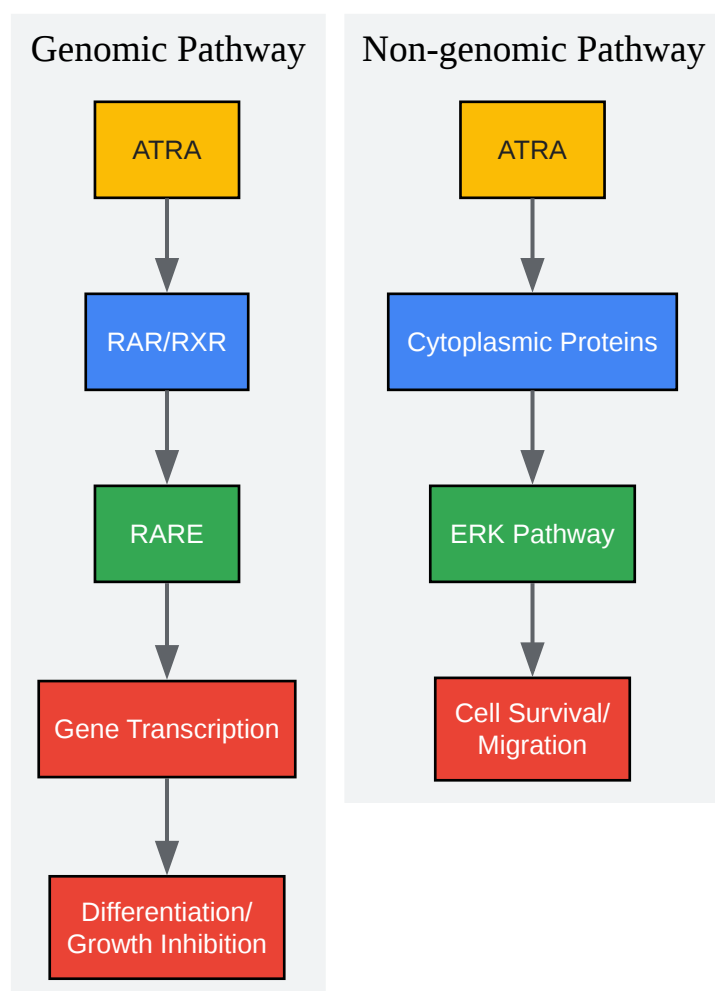 Genomic Pathway
ATRA
RAR/RXR
RARE
Gene Transcription
Differentiation/
Growth Inhibition
Non-genomic Pathway
ATRA
Cytoplasmic Proteins
ERK Pathway
Cell Survival/
Migration